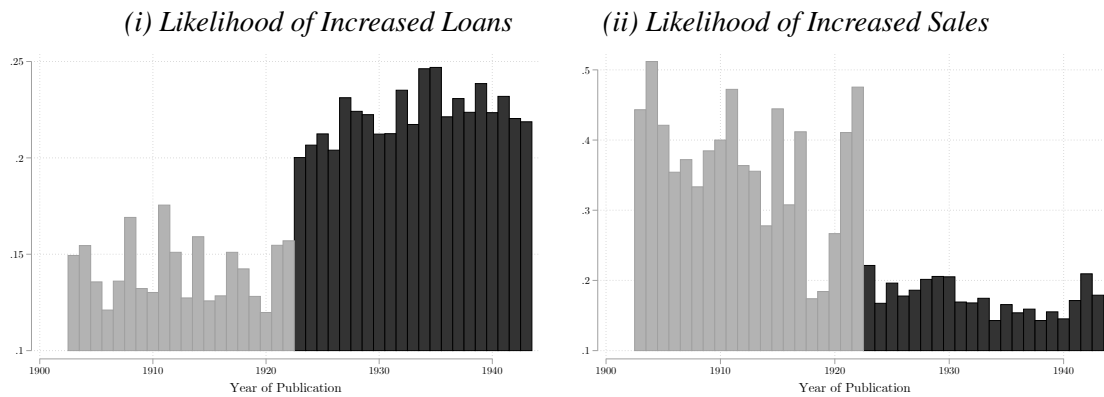 (i) Likelihood of Increased Loans
(ii) Likelihood of Increased Sales
.25
.2
.15
.1
1900 1910 1920 1930 1940
Year of Publication
.5
.4
.3
.2
.1
1900 1910 1920 1930 1940
Year of Publication